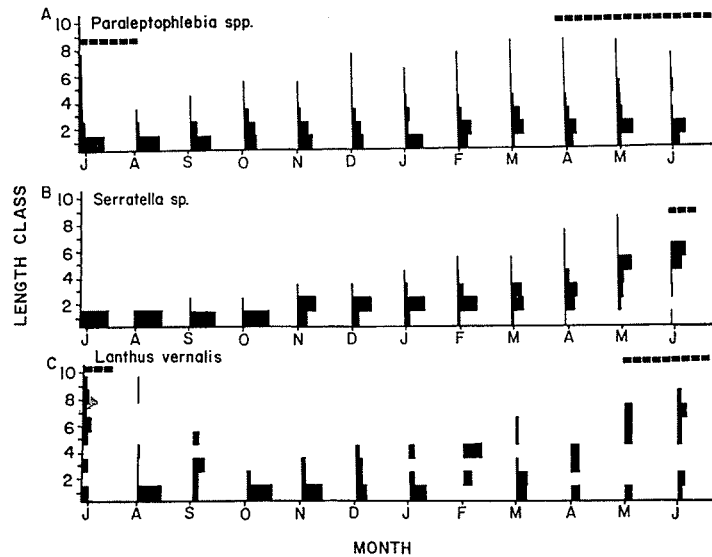 A
Paraleptophlebia spp.
10
8
6
4
2
J A S O N D J F M A M J
B
Serratella sp.
10
8
6
4
2
J A S O N D J F M A M J
C
Lanthus vernalis
10
8
6
4
2
J A S O N D J F M A M J
LENGTH CLASS
MONTH